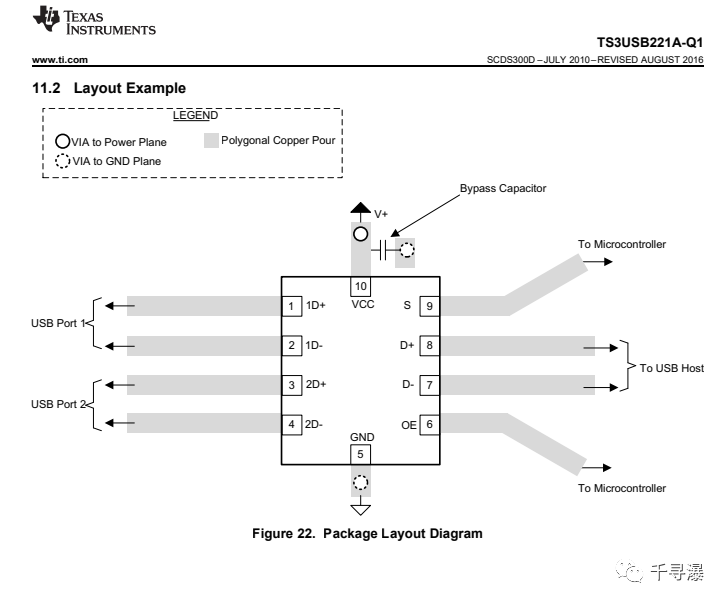 TEXAS
INSTRUMENTS
TS3USB221A-Q1
www.ti.com
SCDS300D –JULY 2010–REVISED AUGUST 2016
11.2 Layout Example
LEGEND
VIA to Power Plane
Polygonal Copper Pour
VIA to GND Plane
Bypass Capacitor
V+
To Microcontroller
10
VCC
1 1D+
S 9
USB Port 1
2 1D-
D+ 8
To USB Host
3 2D+
D- 7
USB Port 2
4 2D-
OE 6
GND
5
To Microcontroller
Figure 22. Package Layout Diagram
千寻瀑